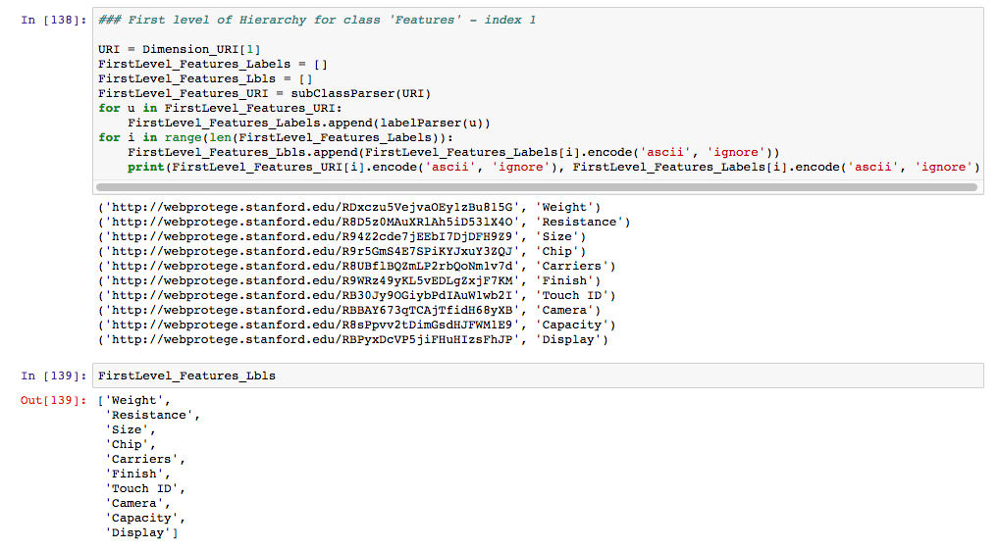 In [138]: ### First level of Hierarchy for class 'Features' - index 1
URI = Dimension_URI[1]
FirstLevel_Features_Labels = []
FirstLevel_Features_Lbls = []
FirstLevel_Features_URI = subClassParser(URI)
for u in FirstLevel_Features_URI:
    FirstLevel_Features_Labels.append(labelParser(u))
for i in range(len(FirstLevel_Features_Labels)):
    FirstLevel_Features_Lbls.append(FirstLevel_Features_Labels[i].encode('ascii', 'ignore'))
    print(FirstLevel_Features_URI[i].encode('ascii', 'ignore'), FirstLevel_Features_Labels[i].encode('ascii', 'ignore')
('http://webprotege.stanford.edu/RDxczu5VejvaOEylzBu8l5G', 'Weight')
('http://webprotege.stanford.edu/R8D5z0MAuXRlAh5iD53lX4O', 'Resistance')
('http://webprotege.stanford.edu/R94Z2cde7jEEbI7DjDFH9Z9', 'Size')
('http://webprotege.stanford.edu/R9r5GmS4E7SPiKYJxuY3ZQJ', 'Chip')
('http://webprotege.stanford.edu/R8UBflBQZmLP2rbQoNmlv7d', 'Carriers')
('http://webprotege.stanford.edu/R9WRz49yKL5vEDLgZxjF7KM', 'Finish')
('http://webprotege.stanford.edu/RB30Jy9OGiybPdIAuWlwb2I', 'Touch ID')
('http://webprotege.stanford.edu/RBBAY673qTCAjTfidH68yXB', 'Camera')
('http://webprotege.stanford.edu/R8sPpvv2tDimGsdHJFWMlE9', 'Capacity')
('http://webprotege.stanford.edu/RBPyxDcVP5jiFHuHIzsFhJP', 'Display')
In [139]: FirstLevel_Features_Lbls
Out[139]: ['Weight',
'Resistance',
'Size',
'Chip',
'Carriers',
'Finish',
'Touch ID',
'Camera',
'Capacity',
'Display']